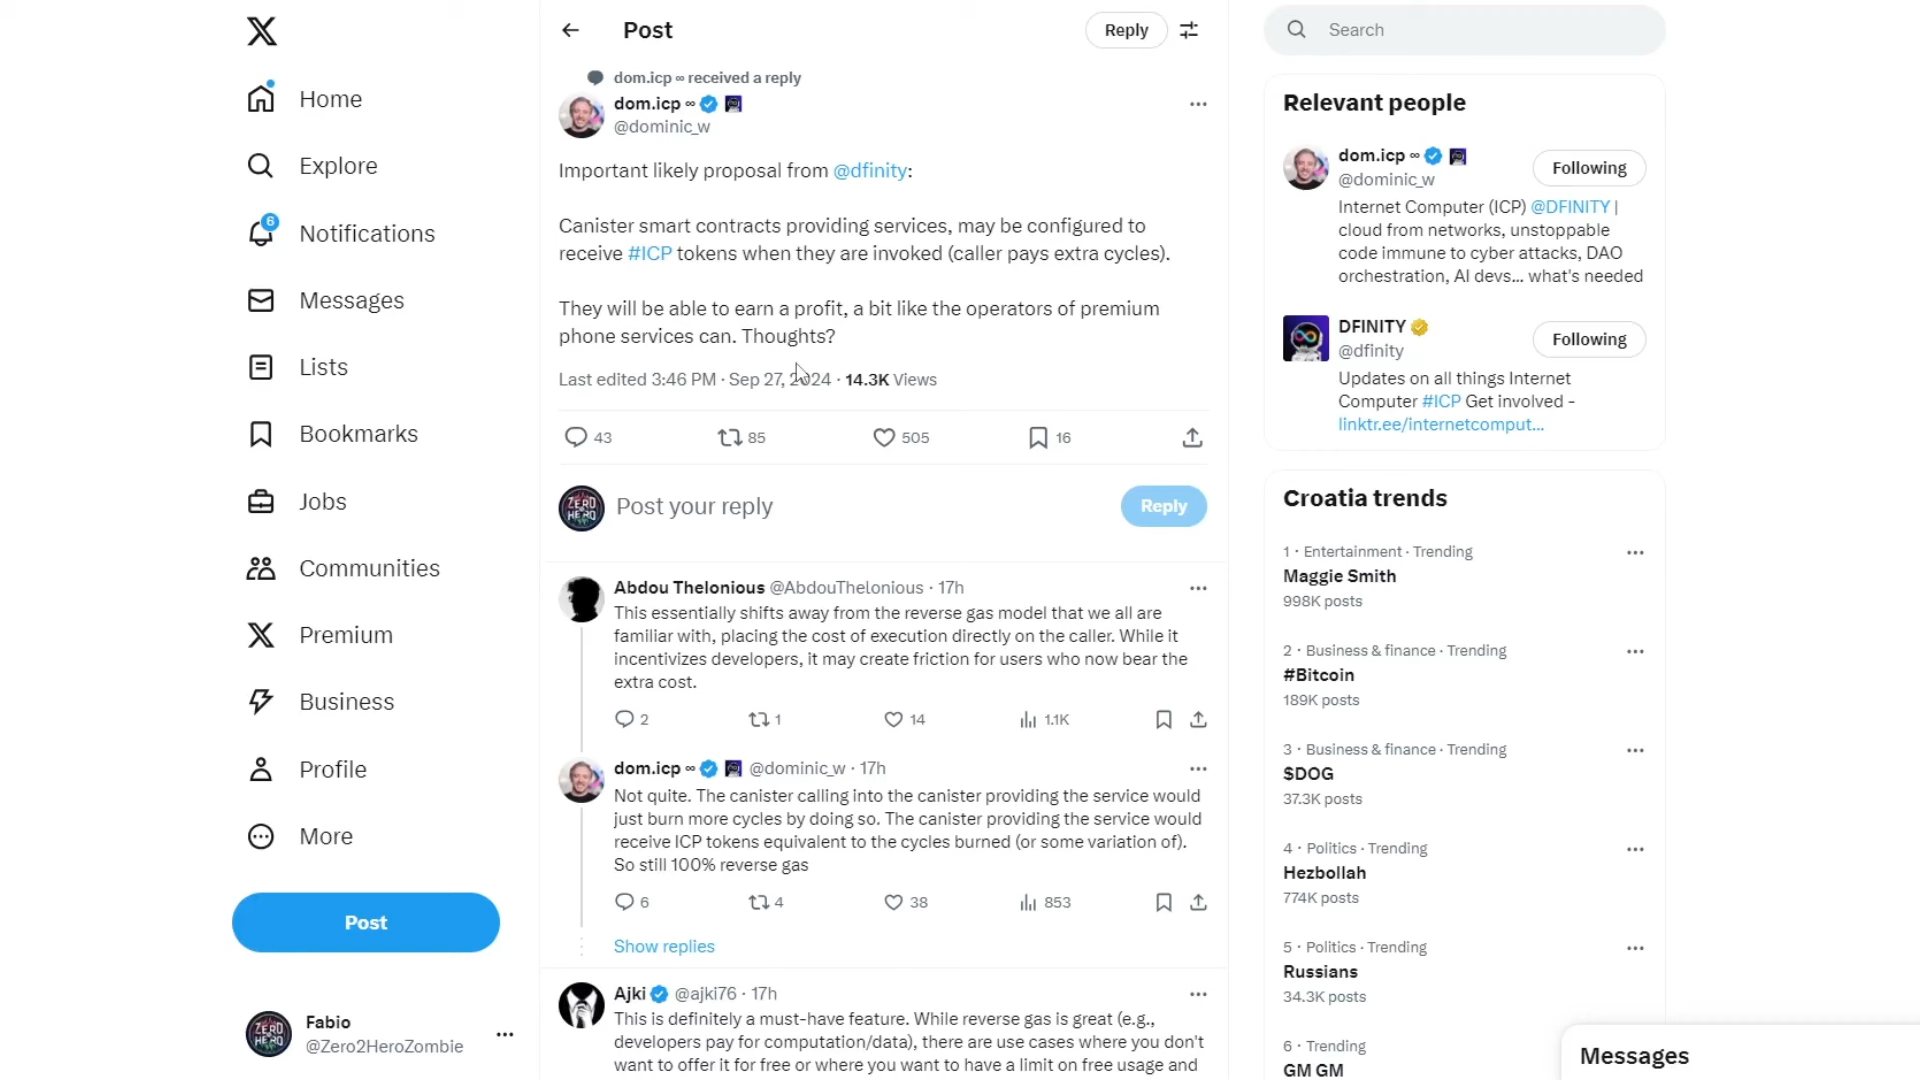 Home
Explore
6
Notifications
Messages
Lists
Bookmarks
Jobs
Communities
Premium
Business
Profile
More
Post
Fabio
@Zero2HeroZombie
Post
Reply
dom.icp ∞ received a reply
dom.icp ∞
@dominic_w
Important likely proposal from @dfinity:
Canister smart contracts providing services, may be configured to
receive #ICP tokens when they are invoked (caller pays extra cycles).
They will be able to earn a profit, a bit like the operators of premium
phone services can. Thoughts?
Last edited 3:46 PM · Sep 27, 2024 · 14.3K Views
43 85 505 16
ZERO HERO
Post your reply
Reply
Abdou Thelonious @AbdouThelonious · 17h
This essentially shifts away from the reverse gas model that we all are
familiar with, placing the cost of execution directly on the caller. While it
incentivizes developers, it may create friction for users who now bear the
extra cost.
2 1 14 1.1K
dom.icp ∞ @dominic_w · 17h
Not quite. The canister calling into the canister providing the service would
just burn more cycles by doing so. The canister providing the service would
receive ICP tokens equivalent to the cycles burned (or some variation of).
So still 100% reverse gas
6 4 38 853
Show replies
Ajki @ajki76 · 17h
This is definitely a must-have feature. While reverse gas is great (e.g.,
developers pay for computation/data), there are use cases where you don't
want to offer it for free or where you want to have a limit on free usage and
Search
Relevant people
dom.icp ∞
@dominic_w
Following
Internet Computer (ICP) @DFINITY |
cloud from networks, unstoppable
code immune to cyber attacks, DAO
orchestration, AI devs... what's needed
DFINITY
@dfinity
Following
Updates on all things Internet
Computer #ICP Get involved -
linktr.ee/internetcomput...
Croatia trends
1 · Entertainment · Trending
Maggie Smith
998K posts
2 · Business & finance · Trending
#Bitcoin
189K posts
3 · Business & finance · Trending
$DOG
37.3K posts
4 · Politics · Trending
Hezbollah
774K posts
5 · Politics · Trending
Russians
34.3K posts
6 · Trending
GM GM
Messages